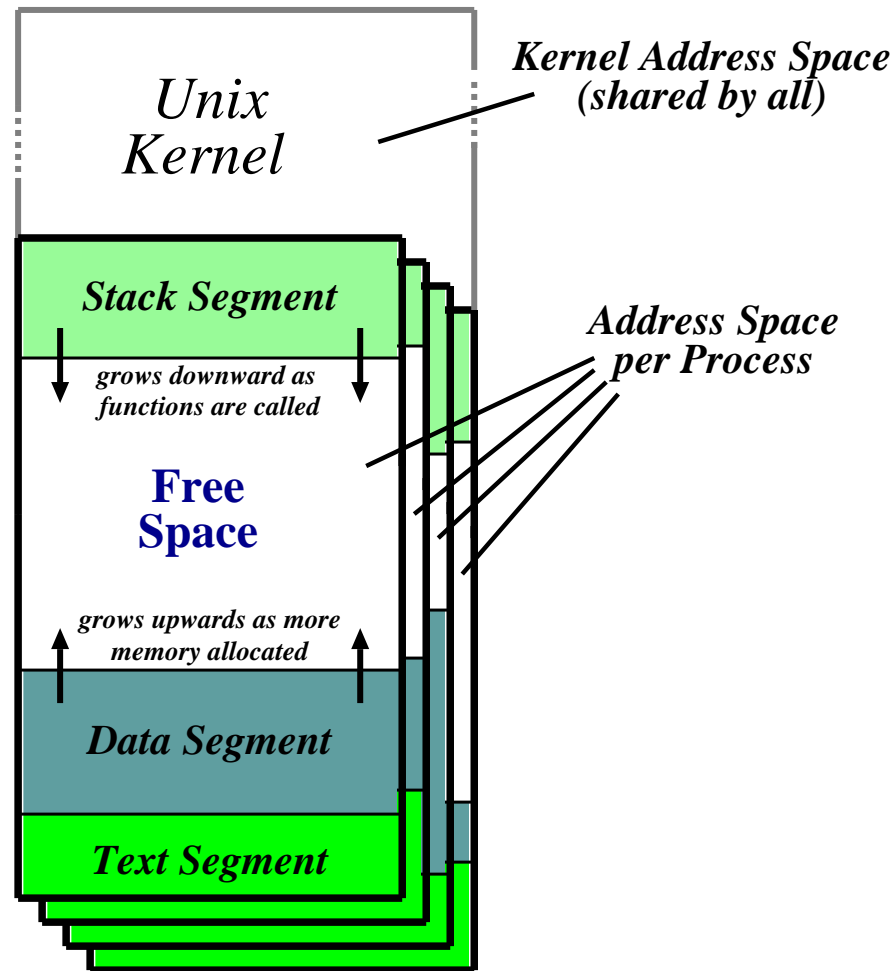 Unix
Kernel
Kernel Address Space
(shared by all)
Stack Segment
grows downward as
functions are called
Address Space
per Process
Free
Space
grows upwards as more
memory allocated
Data Segment
Text Segment